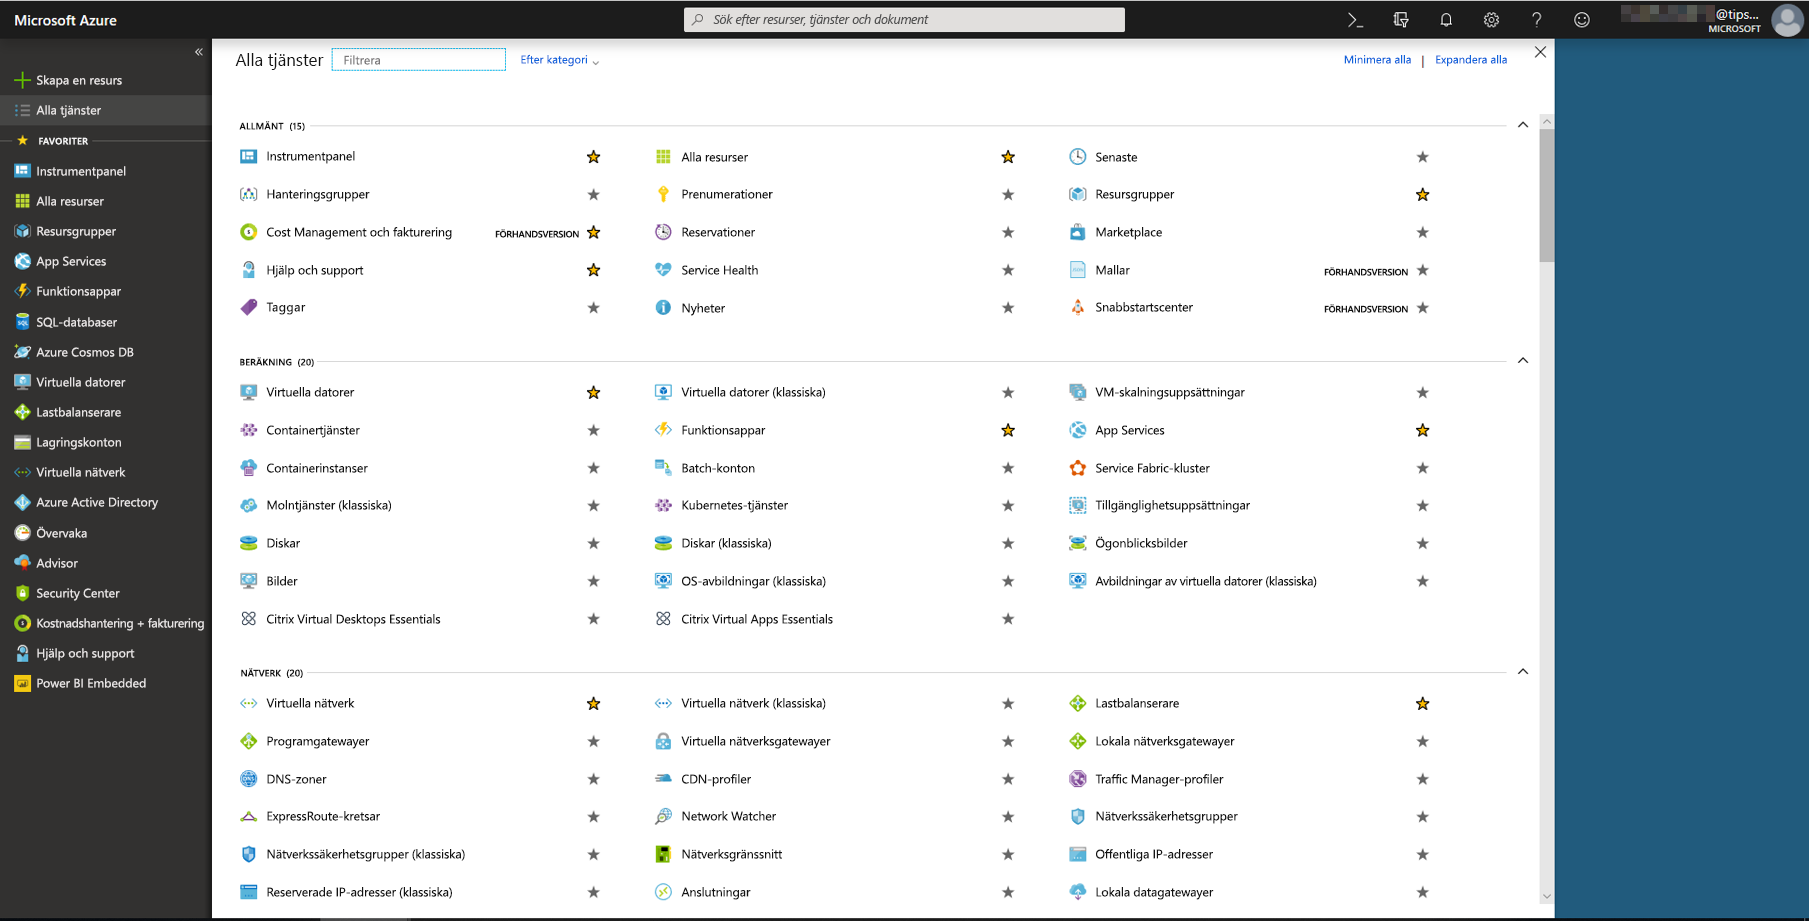 Microsoft Azure
Sök efter resurser, tjänster och dokument
@tips...
MICROSOFT
«
Skapa en resurs
Alla tjänster
FAVORITER
Instrumentpanel
Alla resurser
Resursgrupper
App Services
Funktionsappar
SQL-databaser
Azure Cosmos DB
Virtuella datorer
Lastbalanserare
Lagringskonton
Virtuella nätverk
Azure Active Directory
Övervaka
Advisor
Security Center
Kostnadshantering + fakturering
Hjälp och support
Power BI Embedded
Alla tjänster Filtrera Efter kategori Minimera alla | Expandera alla
ALLMÄNT (15)
Instrumentpanel Alla resurser Senaste
Hanteringsgrupper Prenumerationer Resursgrupper
Cost Management och fakturering FÖRHANDSVERSION Reservationer Marketplace
Hjälp och support Service Health Mallar FÖRHANDSVERSION
Taggar Nyheter Snabbstartscenter FÖRHANDSVERSION
BERÄKNING (20)
Virtuella datorer Virtuella datorer (klassiska) VM-skalningsuppsättningar
Containertjänster Funktionsappar App Services
Containerinstanser Batch-konton Service Fabric-kluster
Molntjänster (klassiska) Kubernetes-tjänster Tillgänglighetsuppsättningar
Diskar Diskar (klassiska) Ögonblicksbilder
Bilder OS-avbildningar (klassiska) Avbildningar av virtuella datorer (klassiska)
Citrix Virtual Desktops Essentials Citrix Virtual Apps Essentials
NÄTVERK (20)
Virtuella nätverk Virtuella nätverk (klassiska) Lastbalanserare
Programgatewayer Virtuella nätverksgatewayer Lokala nätverksgatewayer
DNS-zoner CDN-profiler Traffic Manager-profiler
ExpressRoute-kretsar Network Watcher Nätverkssäkerhetsgrupper
Nätverkssäkerhetsgrupper (klassiska) Nätverksgränssnitt Offentliga IP-adresser
Reserverade IP-adresser (klassiska) Anslutningar Lokala datagatewayer